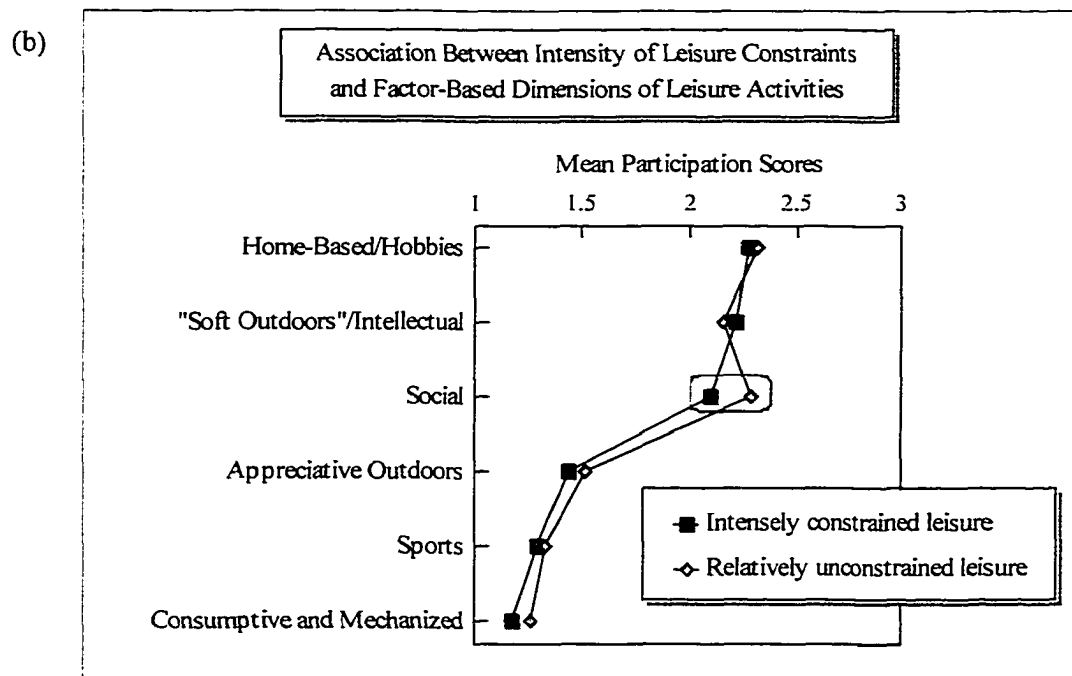 (b)
Association Between Intensity of Leisure Constraints
and Factor-Based Dimensions of Leisure Activities
Mean Participation Scores
1 1.5 2 2.5 3
Home-Based/Hobbies
"Soft Outdoors"/Intellectual
Social
Appreciative Outdoors
Sports
Consumptive and Mechanized
Intensely constrained leisure
Relatively unconstrained leisure